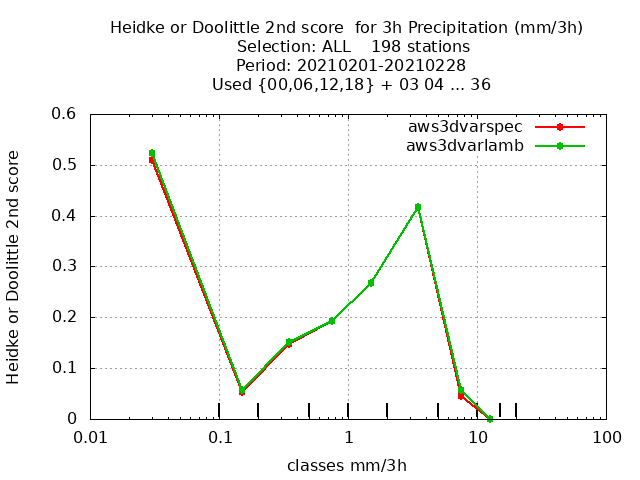 Heidke or Doolittle 2nd score  for 3h Precipitation (mm/3h)
Selection: ALL    198 stations
Period: 20210201-20210228
Used {00,06,12,18} + 03 04 ... 36
aws3dvarspec
aws3dvarlamb
Heidke or Doolittle 2nd score
0.6
0.5
0.4
0.3
0.2
0.1
0
0.01 0.1 1 10 100
classes mm/3h